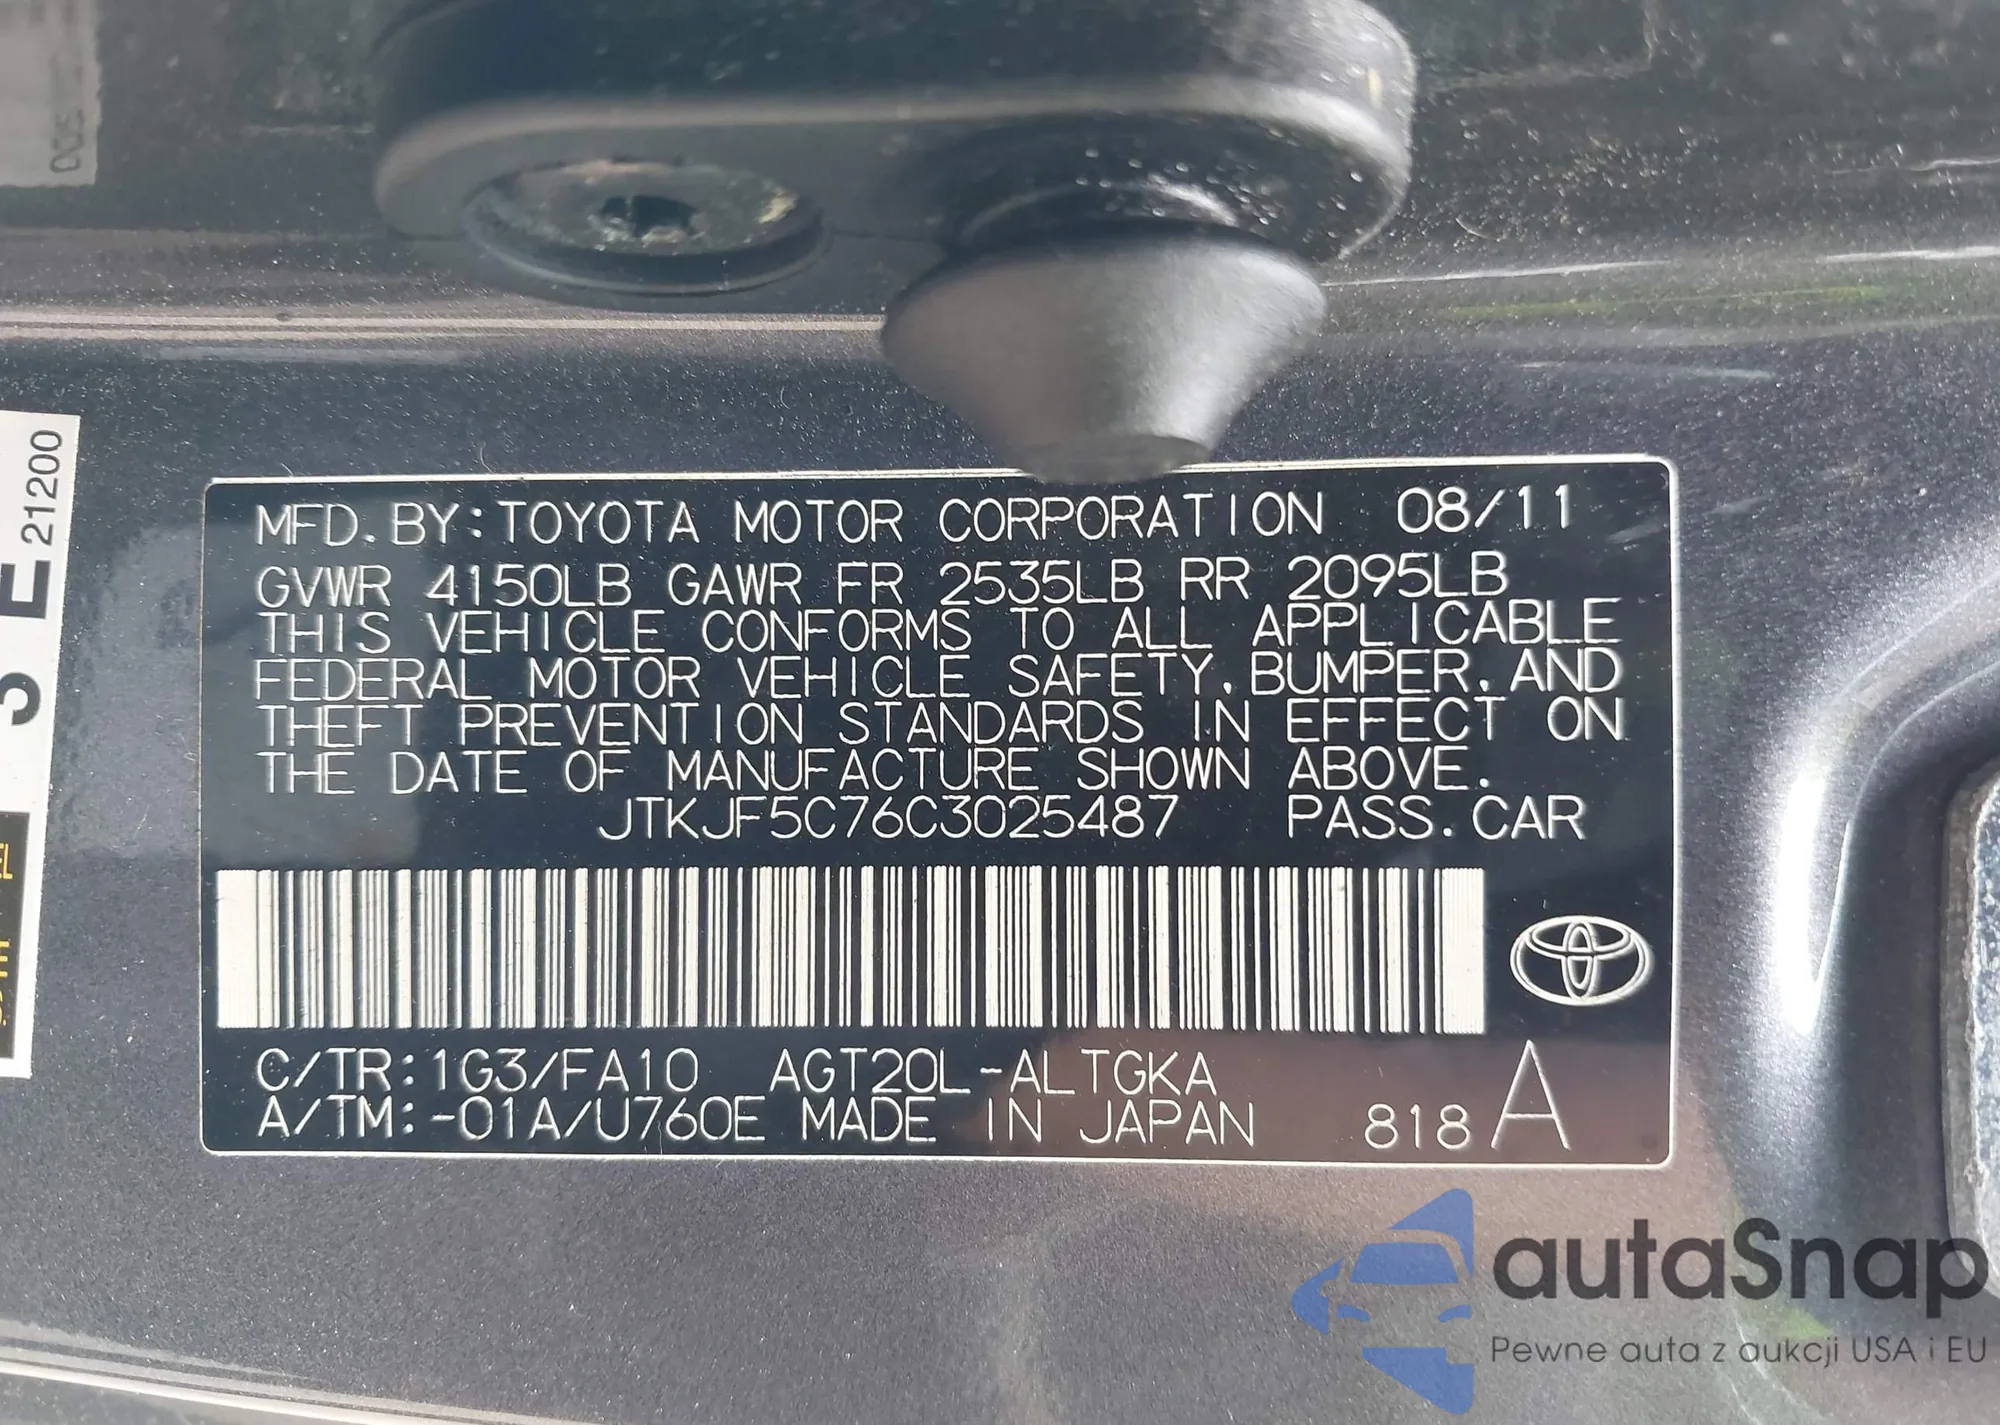 MFD. BY: TOYOTA MOTOR CORPORATION 08/11
GVWR 4150LB GAWR FR 2535LB RR 2095LB
THIS VEHICLE CONFORMS TO ALL APPLICABLE
FEDERAL MOTOR VEHICLE SAFETY, BUMPER, AND
THEFT PREVENTION STANDARDS IN EFFECT ON
THE DATE OF MANUFACTURE SHOWN ABOVE.
JTKJF5C76C3025487 PASS. CAR
C/TR: 1G3/FA10 AGT20L-ALTGKA
A/TM: -01A/U760E MADE IN JAPAN 818 A
21200
autaSnap
Pewne auta z aukcji USA i EU